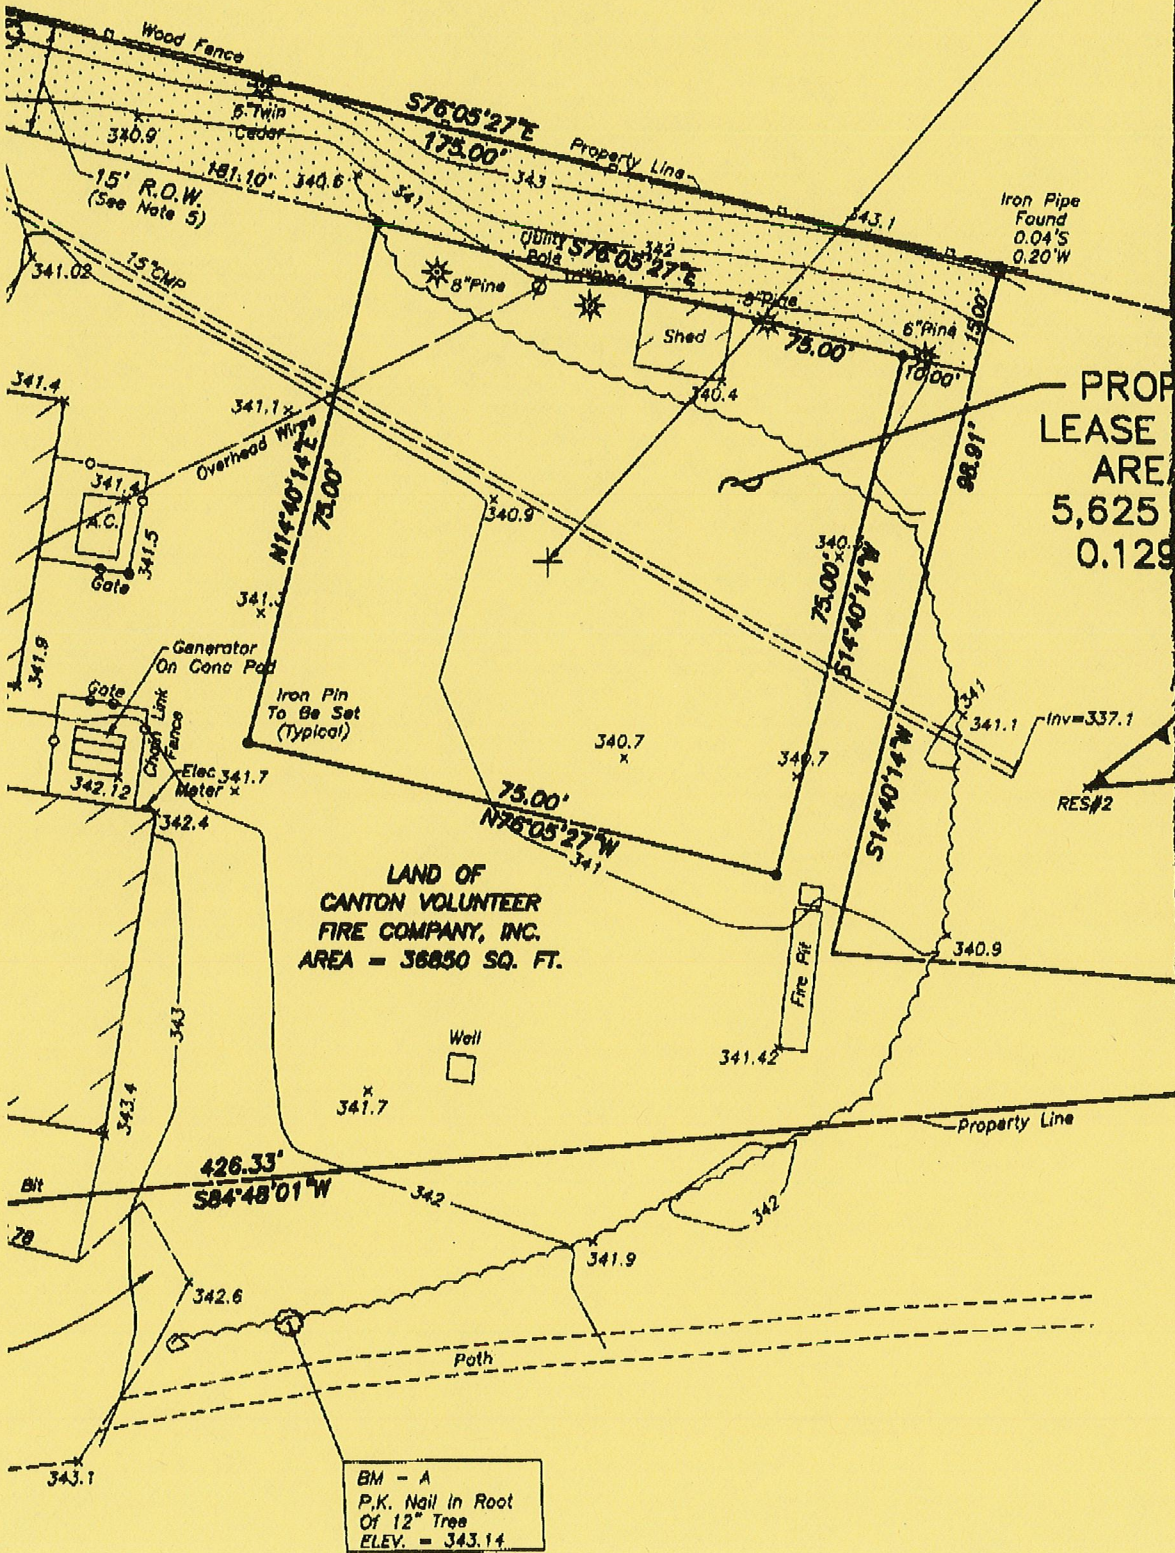 Wood Fence
S76°05'27"E
175.00'
Property Line
6"Twin
Cedar
340.9
181.10'
340.6
341
343
15' R.O.W.
(See Note 5)
343.1
Iron Pipe
Found
0.04'S
0.20'W
341.02
15"CMP
Utility
Pole
S76°05'27"E
342
8"Pine
10"Pine
8"Pine
6"Pine
15.00'
Shed
75.00'
10.00'
340.4
341.4
341.1
Overhead Wires
N14°40'14"E
75.00'
PROP
LEASE
AREA
5,625
0.129
98.91'
341.4
A.C.
341.5
Gate
340.9
75.00'
S14°40'14"W
341.3
341.9
Generator
On Conc Pad
Gate
Chain Link
Fence
Iron Pin
To Be Set
(Typical)
341
341.1
Inv=337.1
342.12
Elec
Meter
341.7
340.7
340.7
RES#2
342.4
75.00'
N76°05'27"W
S14°40'14"W
341
LAND OF
CANTON VOLUNTEER
FIRE COMPANY, INC.
AREA = 36850 SQ. FT.
340.9
Fire Pit
343
Well
341.42
341.7
343.4
Property Line
426.33'
S84°48'01"W
Bit
342
342
78
341.9
342.6
Path
343.1
BM - A
P.K. Nail In Root
Of 12" Tree
ELEV. = 343.14